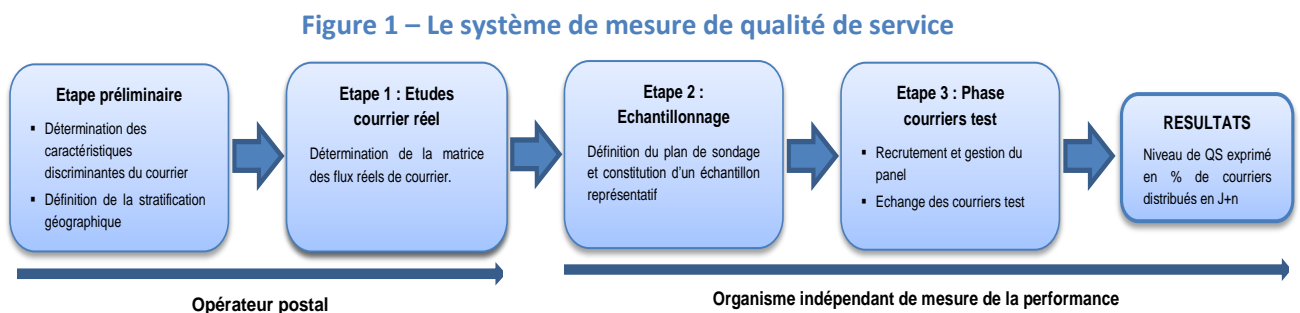 Figure 1 – Le système de mesure de qualité de service
Etape préliminaire
▪ Détermination des
caractéristiques
discriminantes du courrier
▪ Définition de la stratification
géographique
Etape 1 : Etudes
courrier réel
Détermination de la matrice
des flux réels de courrier.
Etape 2 :
Echantillonnage
Définition du plan de sondage
et constitution d’un échantillon
représentatif
Etape 3 : Phase
courriers test
▪ Recrutement et gestion du
panel
▪ Echange des courriers test
RESULTATS
Niveau de QS exprimé
en % de courriers
distribués en J+n
Opérateur postal
Organisme indépendant de mesure de la performance